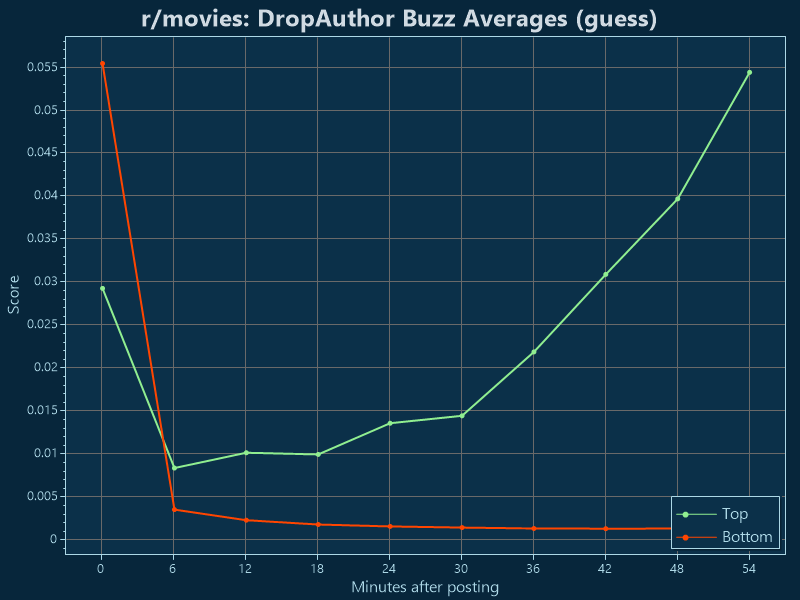 r/movies: DropAuthor Buzz Averages (guess)
0.055
0.05
0.045
0.04
0.035
0.03
0.025
0.02
0.015
0.01
0.005
0
Score
Top
Bottom
0 6 12 18 24 30 36 42 48 54
Minutes after posting